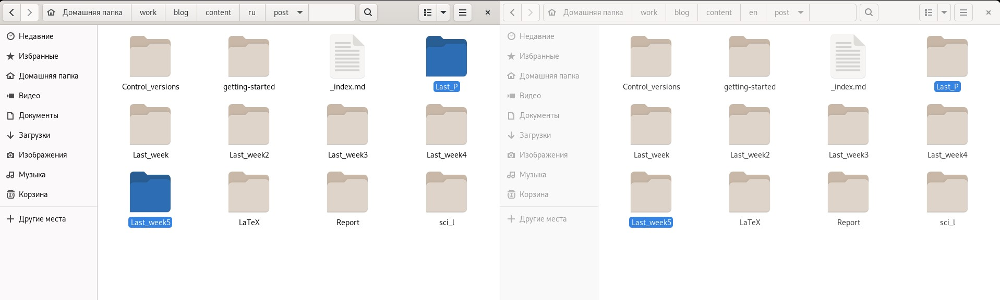 Домашняя папка work blog content ru post
Недавние
Избранные
Домашняя папка
Видео
Документы
Загрузки
Изображения
Музыка
Корзина
Другие места
Control_versions getting-started _index.md Last_P
Last_week Last_week2 Last_week3 Last_week4
Last_week5 LaTeX Report sci_l
Домашняя папка work blog content en post
Недавние
Избранные
Домашняя папка
Видео
Документы
Загрузки
Изображения
Музыка
Корзина
Другие места
Control_versions getting-started _index.md Last_P
Last_week Last_week2 Last_week3 Last_week4
Last_week5 LaTeX Report sci_l